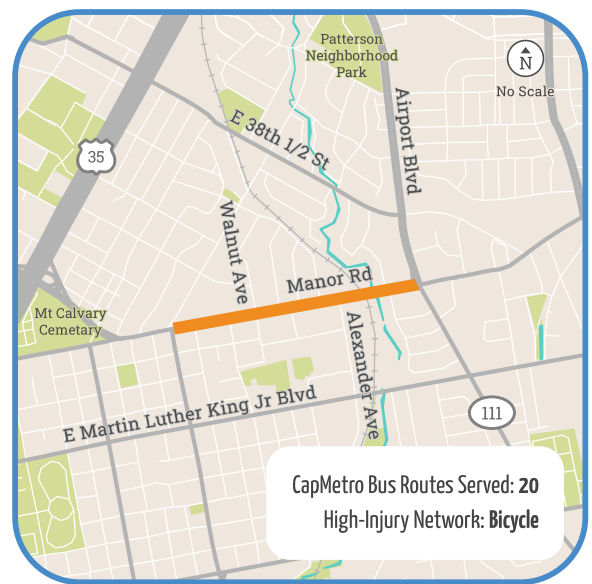 Patterson
Neighborhood
Park
N
No Scale
Airport Blvd
E 38th 1/2 St
35
Walnut Ave
Manor Rd
Mt Calvary
Cemetary
Alexander Ave
E Martin Luther King Jr Blvd
111
CapMetro Bus Routes Served: 20
High-Injury Network: Bicycle